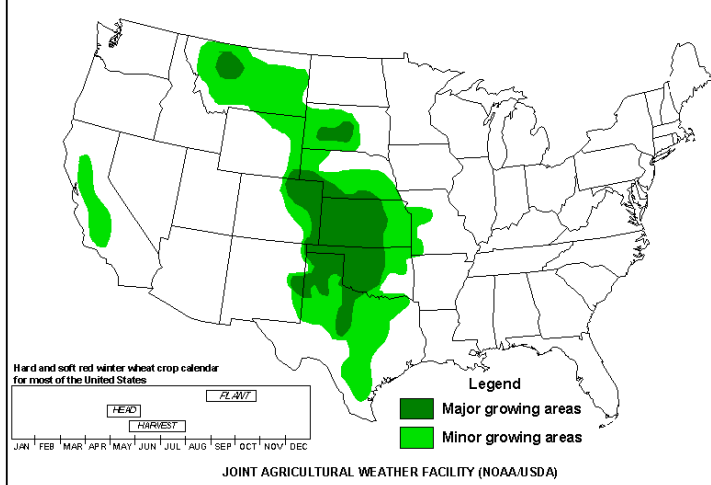 Hard and soft red winter wheat crop calendar
for most of the United States
PLANT
HEAD
HARVEST
JAN FEB MAR APR MAY JUN JUL AUG SEP OCT NOV DEC
Legend
Major growing areas
Minor growing areas
JOINT AGRICULTURAL WEATHER FACILITY (NOAA/USDA)